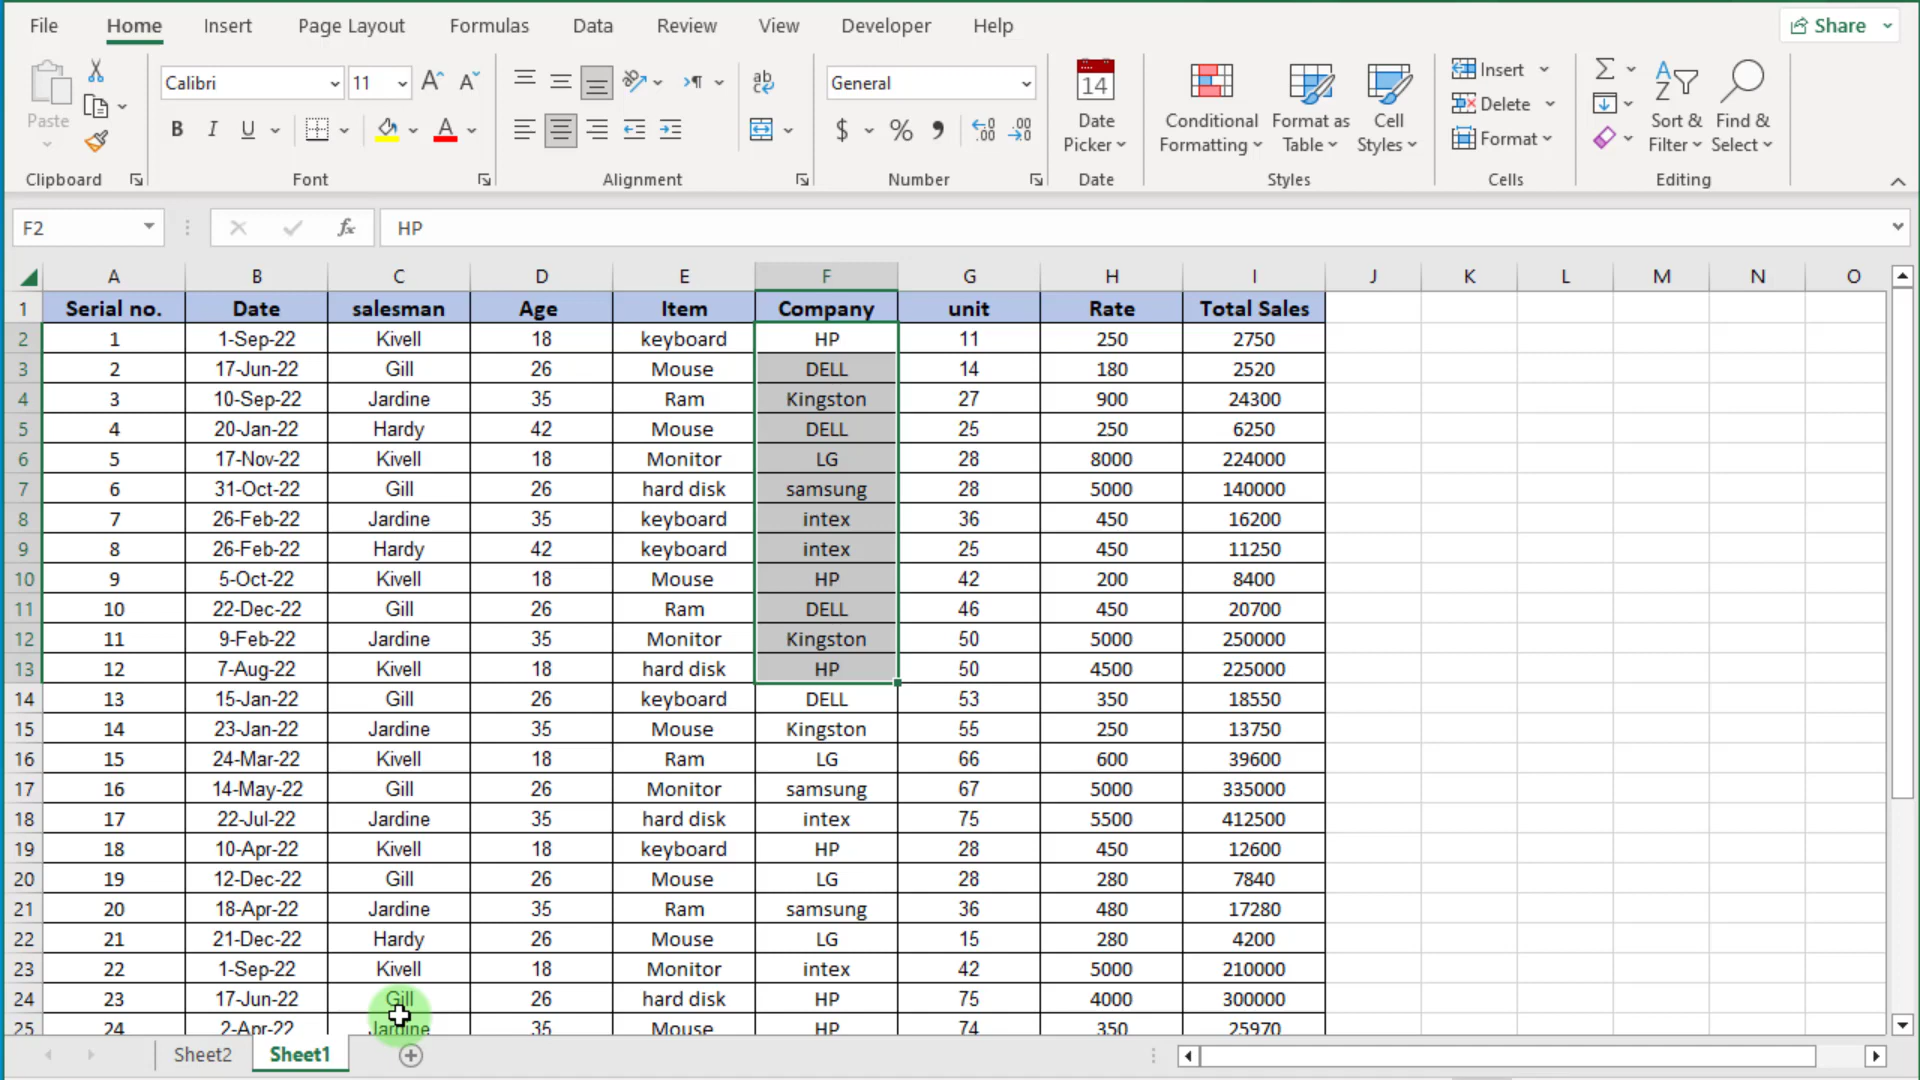 File Home Insert Page Layout Formulas Data Review View Developer Help Share
Paste
Clipboard
Calibri 11 A A
B I U A
Font
ab
Alignment
General
$ % 9 .00 .00
Number
14
Date Picker
Date
Conditional Formatting Format as Table Cell Styles
Styles
Insert
Delete
Format
Cells
Sort & Filter Find & Select
Editing
F2 fx HP
A B C D E F G H I J K L M N O
1 Serial no. Date salesman Age Item Company unit Rate Total Sales
2 1 1-Sep-22 Kivell 18 keyboard HP 11 250 2750
3 2 17-Jun-22 Gill 26 Mouse DELL 14 180 2520
4 3 10-Sep-22 Jardine 35 Ram Kingston 27 900 24300
5 4 20-Jan-22 Hardy 42 Mouse DELL 25 250 6250
6 5 17-Nov-22 Kivell 18 Monitor LG 28 8000 224000
7 6 31-Oct-22 Gill 26 hard disk samsung 28 5000 140000
8 7 26-Feb-22 Jardine 35 keyboard intex 36 450 16200
9 8 26-Feb-22 Hardy 42 keyboard intex 25 450 11250
10 9 5-Oct-22 Kivell 18 Mouse HP 42 200 8400
11 10 22-Dec-22 Gill 26 Ram DELL 46 450 20700
12 11 9-Feb-22 Jardine 35 Monitor Kingston 50 5000 250000
13 12 7-Aug-22 Kivell 18 hard disk HP 50 4500 225000
14 13 15-Jan-22 Gill 26 keyboard DELL 53 350 18550
15 14 23-Jan-22 Jardine 35 Mouse Kingston 55 250 13750
16 15 24-Mar-22 Kivell 18 Ram LG 66 600 39600
17 16 14-May-22 Gill 26 Monitor samsung 67 5000 335000
18 17 22-Jul-22 Jardine 35 hard disk intex 75 5500 412500
19 18 10-Apr-22 Kivell 18 keyboard HP 28 450 12600
20 19 12-Dec-22 Gill 26 Mouse LG 28 280 7840
21 20 18-Apr-22 Jardine 35 Ram samsung 36 480 17280
22 21 21-Dec-22 Hardy 26 Mouse LG 15 280 4200
23 22 1-Sep-22 Kivell 18 Monitor intex 42 5000 210000
24 23 17-Jun-22 Gill 26 hard disk HP 75 4000 300000
25 24 2-Apr-22 Jardine 35 Mouse HP 74 350 25970
Sheet2 Sheet1